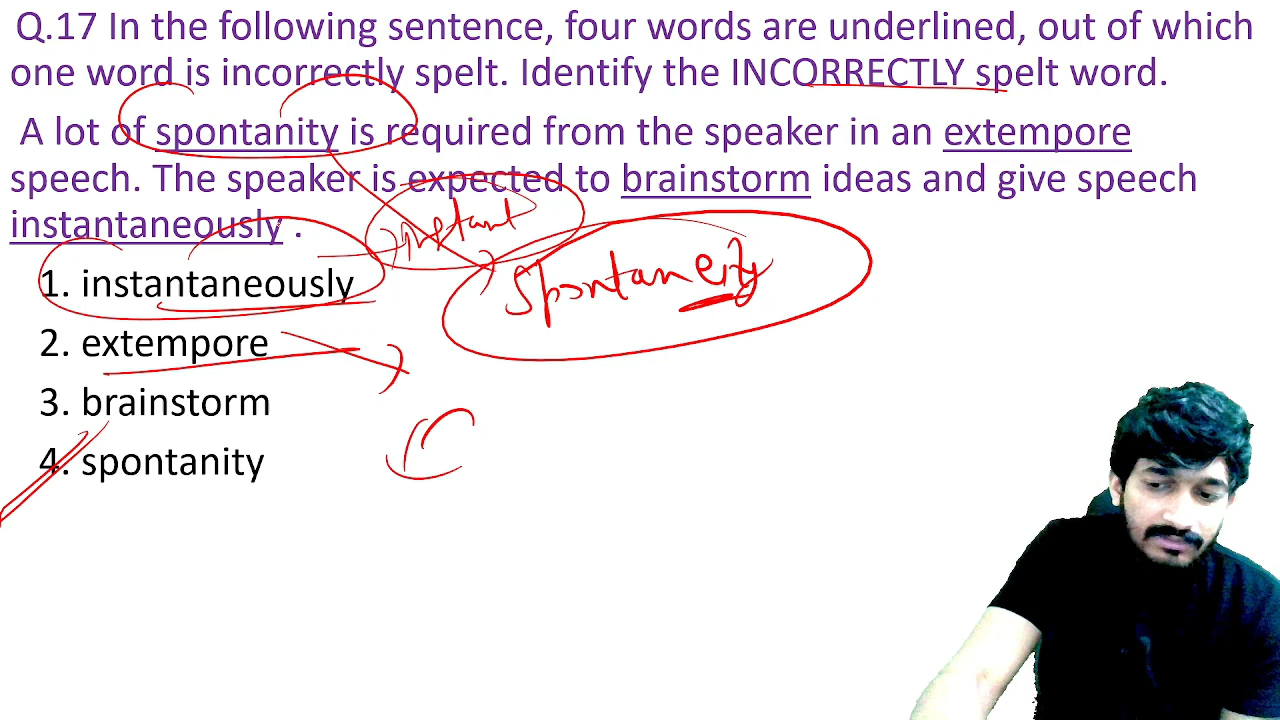 Q.17 In the following sentence, four words are underlined, out of which
one word is incorrectly spelt. Identify the INCORRECTLY spelt word.
A lot of spontanity is required from the speaker in an extempore
speech. The speaker is expected to brainstorm ideas and give speech
instantaneously .
instant
1. instantaneously
spontaneity
2. extempore
3. brainstorm
4. spontanity